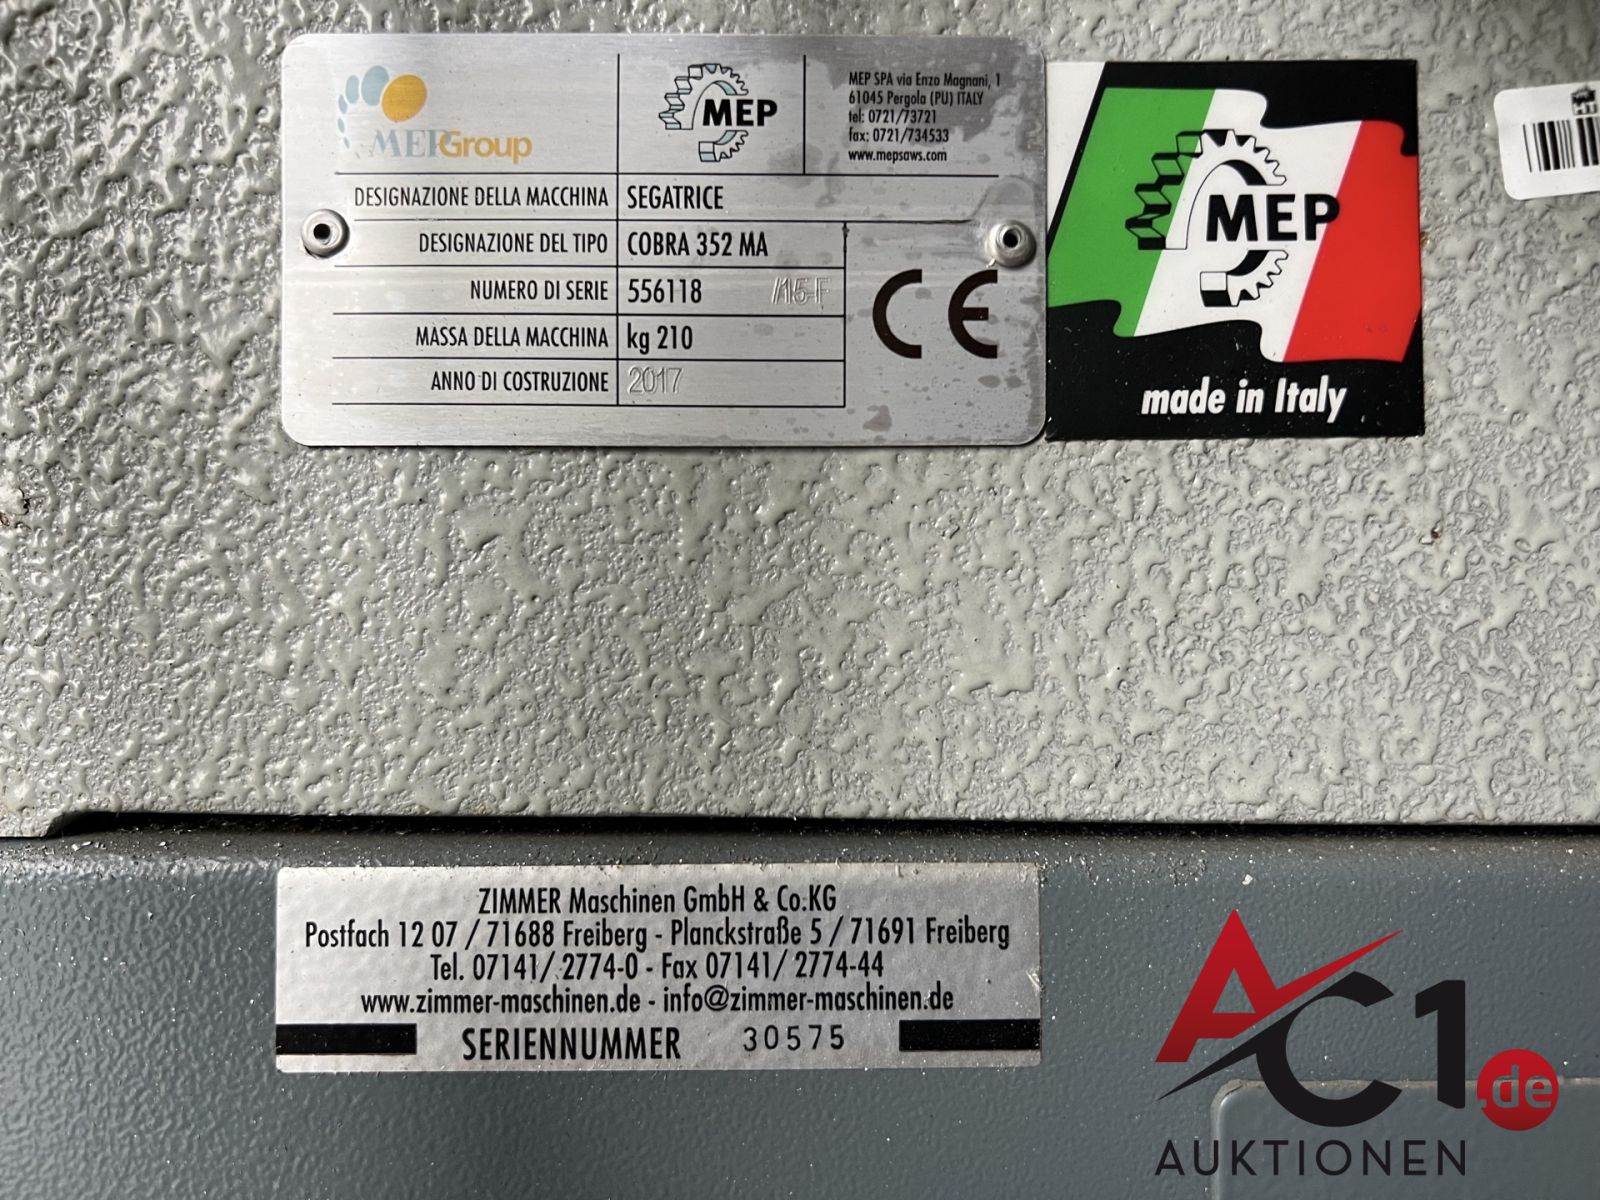 MEPGroup
MEP
MEP SPA via Enzo Magnani, 1
61045 Pergola (PU) ITALY
tel: 0721/73721
fax: 0721/734533
www.mepsaws.com
DESIGNAZIONE DELLA MACCHINA SEGATRICE
DESIGNAZIONE DEL TIPO COBRA 352 MA
NUMERO DI SERIE 556118 /15-F
MASSA DELLA MACCHINA kg 210
ANNO DI COSTRUZIONE 2017
CE
MEP
made in Italy
ZIMMER Maschinen GmbH & Co.KG
Postfach 12 07 / 71688 Freiberg - Planckstraße 5 / 71691 Freiberg
Tel. 07141/ 2774-0 - Fax 07141/ 2774-44
www.zimmer-maschinen.de - info@zimmer-maschinen.de
SERIENNUMMER 30575
AC1.de
AUKTIONEN